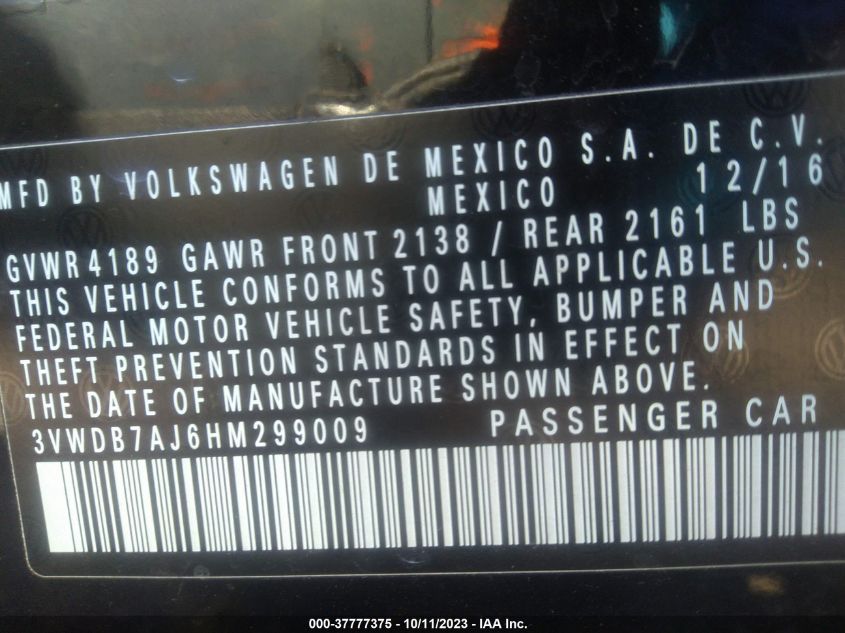 MFD BY VOLKSWAGEN DE MEXICO S.A. DE C.V.
MEXICO 12/16
GVWR 4189 GAWR FRONT 2138 / REAR 2161 LBS
THIS VEHICLE CONFORMS TO ALL APPLICABLE U.S.
FEDERAL MOTOR VEHICLE SAFETY, BUMPER AND
THEFT PREVENTION STANDARDS IN EFFECT ON
THE DATE OF MANUFACTURE SHOWN ABOVE.
3VWDB7AJ6HM299009 PASSENGER CAR
000-37777375 - 10/11/2023 - IAA Inc.